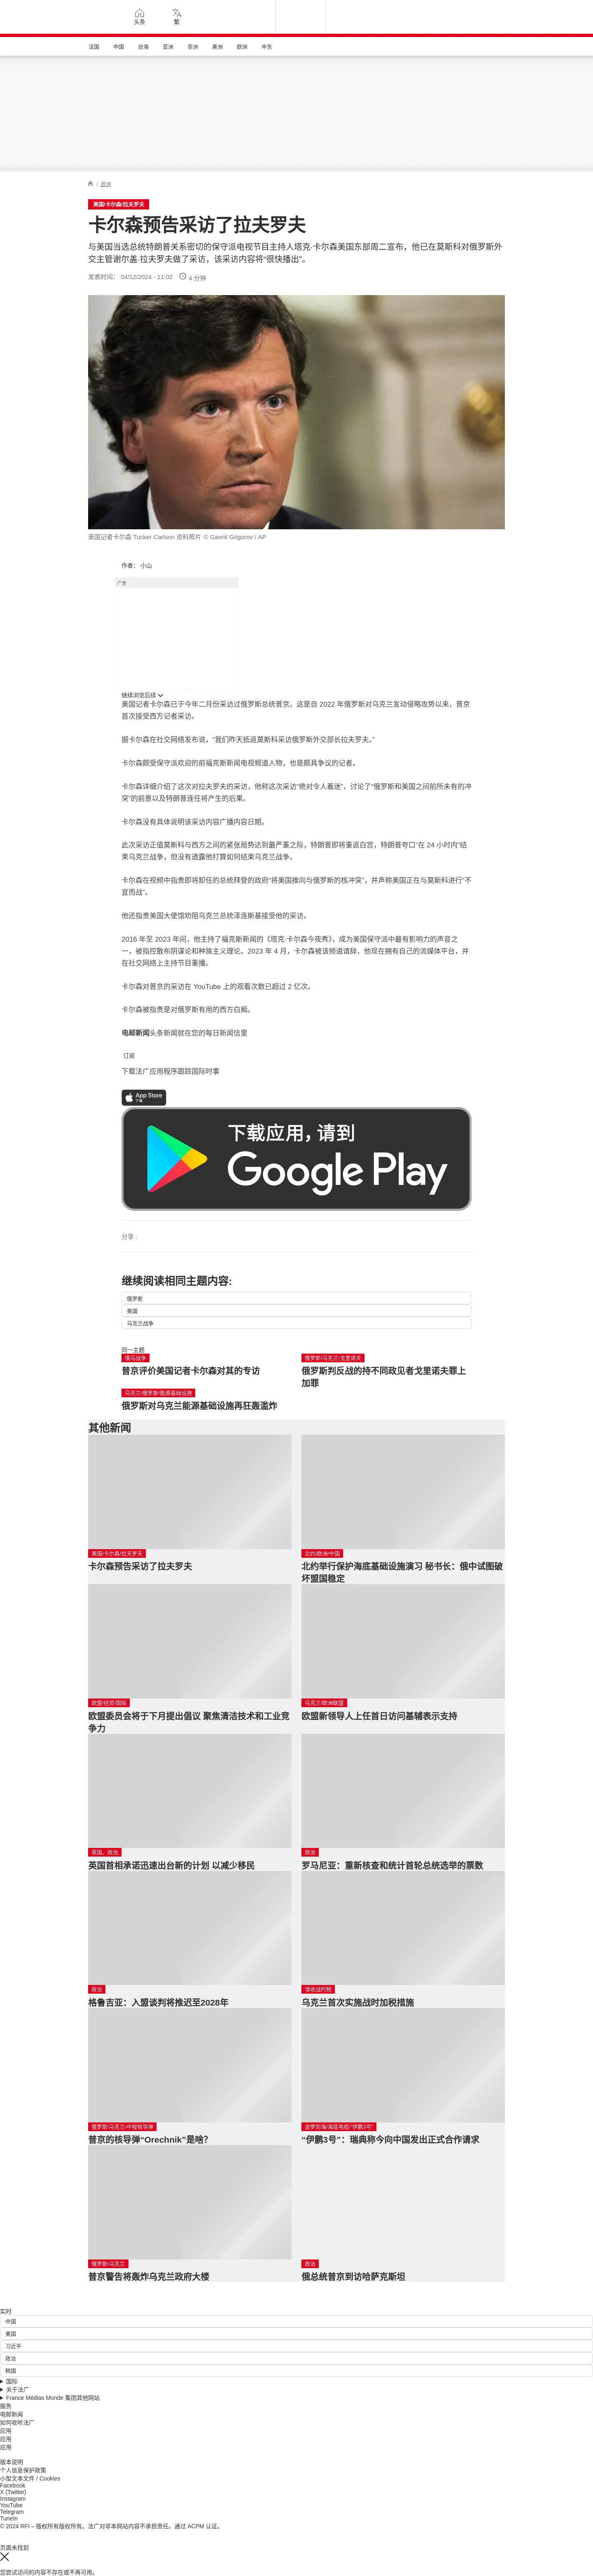 头条
繁
法国
中国
台海
亚洲
非洲
美洲
欧洲
中东
/ 欧洲
美国/卡尔森/拉夫罗夫
卡尔森预告采访了拉夫罗夫
与美国当选总统特朗普关系密切的保守派电视节目主持人塔克·卡尔森美国东部周二宣布，他已在莫斯科对俄罗斯外
交主管谢尔盖·拉夫罗夫做了采访，该采访内容将“很快播出”。
发表时间： 04/12/2024 - 11:02 4 分钟
美国记者卡尔森 Tucker Carlson 资料照片 © Gavriil Grigorov / AP
作者： 小山
广告
继续浏览后续
美国记者卡尔森已于今年二月份采访过俄罗斯总统普京。这是自 2022 年俄罗斯对乌克兰发动侵略攻势以来，普京
首次接受西方记者采访。
据卡尔森在社交网络发布说，“我们昨天抵返莫斯科采访俄罗斯外交部长拉夫罗夫。”
卡尔森颇受保守派欢迎的前福克斯新闻电视频道人物，也是颇具争议的记者。
卡尔森详细介绍了这次对拉夫罗夫的采访，他称这次采访“绝对令人着迷”，讨论了“俄罗斯和美国之间前所未有的冲
突”的前景以及特朗普连任将产生的后果。
卡尔森没有具体说明该采访内容广播内容日期。
此次采访正值莫斯科与西方之间的紧张局势达到最严重之际，特朗普即将重返白宫，特朗普夸口“在 24 小时内”结
束乌克兰战争，但没有透露他打算如何结束乌克兰战争。
卡尔森在视频中指责即将卸任的总统拜登的政府“将美国推向与俄罗斯的核冲突”，并声称美国正在与莫斯科进行“不
宣而战”。
他还指责美国大使馆劝阻乌克兰总统泽连斯基接受他的采访。
2016 年至 2023 年间，他主持了福克斯新闻的《塔克·卡尔森今夜秀》，成为美国保守派中最有影响力的声音之
一，被指控散布阴谋论和种族主义理论。2023 年 4 月，卡尔森被该频道请辞，他现在拥有自己的流媒体平台，并
在社交网络上主持节目重播。
卡尔森对普京的采访在 YouTube 上的观看次数已超过 2 亿次。
卡尔森被指责是对俄罗斯有用的西方白痴。
电邮新闻头条新闻就在您的每日新闻信里
订阅
下载法广应用程序跟踪国际时事
App Store
下载
下载应用，请到
Google Play
分享 :
继续阅读相同主题内容:
俄罗斯
美国
乌克兰战争
同一主题
俄乌战争
普京评价美国记者卡尔森对其的专访
俄罗斯/乌克兰/戈里诺夫
俄罗斯判反战的持不同政见者戈里诺夫罪上
加罪
乌克兰/俄罗斯/能源基础设施
俄罗斯对乌克兰能源基础设施再狂轰滥炸
其他新闻
美国/卡尔森/拉夫罗夫
卡尔森预告采访了拉夫罗夫
北约/欧洲/中国
北约举行保护海底基础设施演习 秘书长：俄中试图破
坏盟国稳定
欧盟/经贸/国际
欧盟委员会将于下月提出倡议 聚焦清洁技术和工业竞
争力
乌克兰/欧洲联盟
欧盟新领导人上任首日访问基辅表示支持
英国、政治
英国首相承诺迅速出台新的计划 以减少移民
政治
罗马尼亚：重新核查和统计首轮总统选举的票数
政治
格鲁吉亚：入盟谈判将推迟至2028年
增收战时税
乌克兰首次实施战时加税措施
俄罗斯/乌克兰/中程核导弹
普京的核导弹“Orechnik”是啥？
波罗的海/海底电缆/“伊鹏3号”
“伊鹏3号”：瑞典称今向中国发出正式合作请求
俄罗斯/乌克兰
普京警告将轰炸乌克兰政府大楼
政治
俄总统普京到访哈萨克斯坦
实时
中国
美国
习近平
政治
韩国
国际
关于法广
France Médias Monde 集团其他网站
服务
电邮新闻
如何收听法广
应用
应用
应用
版本说明
个人信息保护政策
小型文本文件 / Cookies
Facebook
X (Twitter)
Instagram
YouTube
Telegram
TuneIn
© 2024 RFI – 版权所有版权所有。法广对非本网站内容不承担责任。通过 ACPM 认证。
页面未找到
您尝试访问的内容不存在或不再可用。